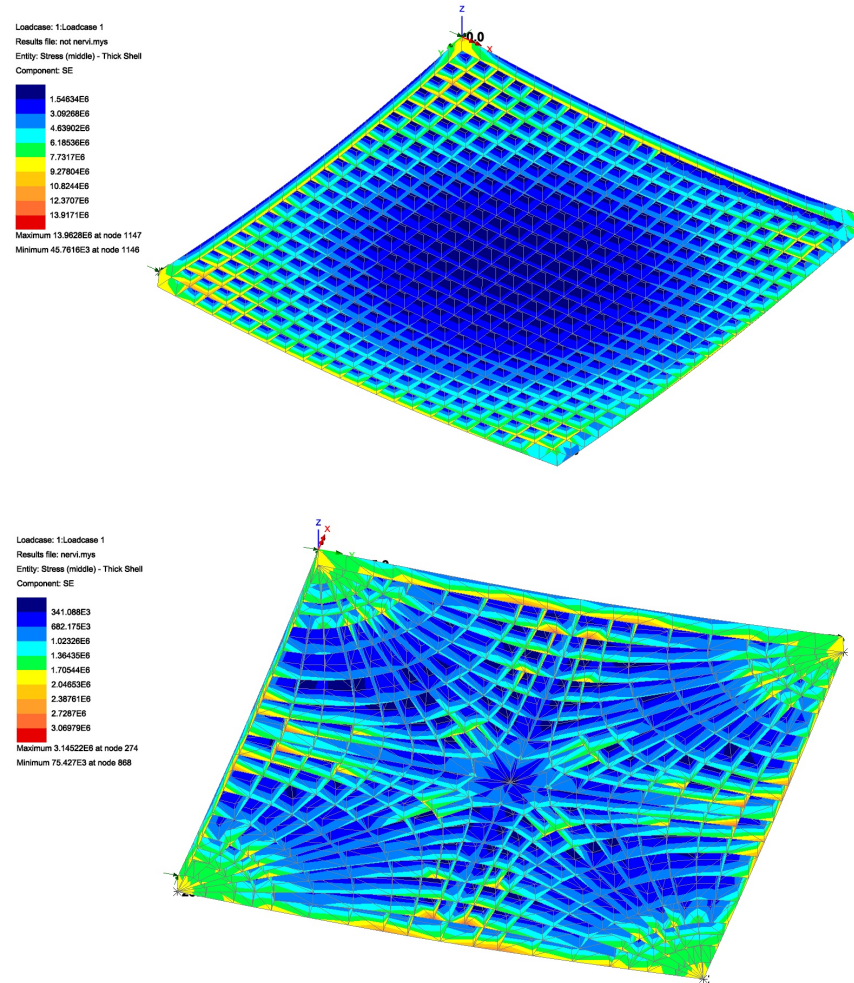 Loadcase: 1:Loadcase 1
Results file: not nervi.mys
Entity: Stress (middle) - Thick Shell
Component: SE
1.54634E6
3.09268E6
4.63902E6
6.18536E6
7.7317E6
9.27804E6
10.8244E6
12.3707E6
13.9171E6
Maximum 13.9628E6 at node 1147
Minimum 45.7616E3 at node 1146
z
0.0
X
Loadcase: 1:Loadcase 1
Results file: nervi.mys
Entity: Stress (middle) - Thick Shell
Component: SE
341.088E3
682.175E3
1.02326E6
1.36435E6
1.70544E6
2.04653E6
2.38761E6
2.7287E6
3.06979E6
Maximum 3.14522E6 at node 274
Minimum 75.427E3 at node 868
z
X